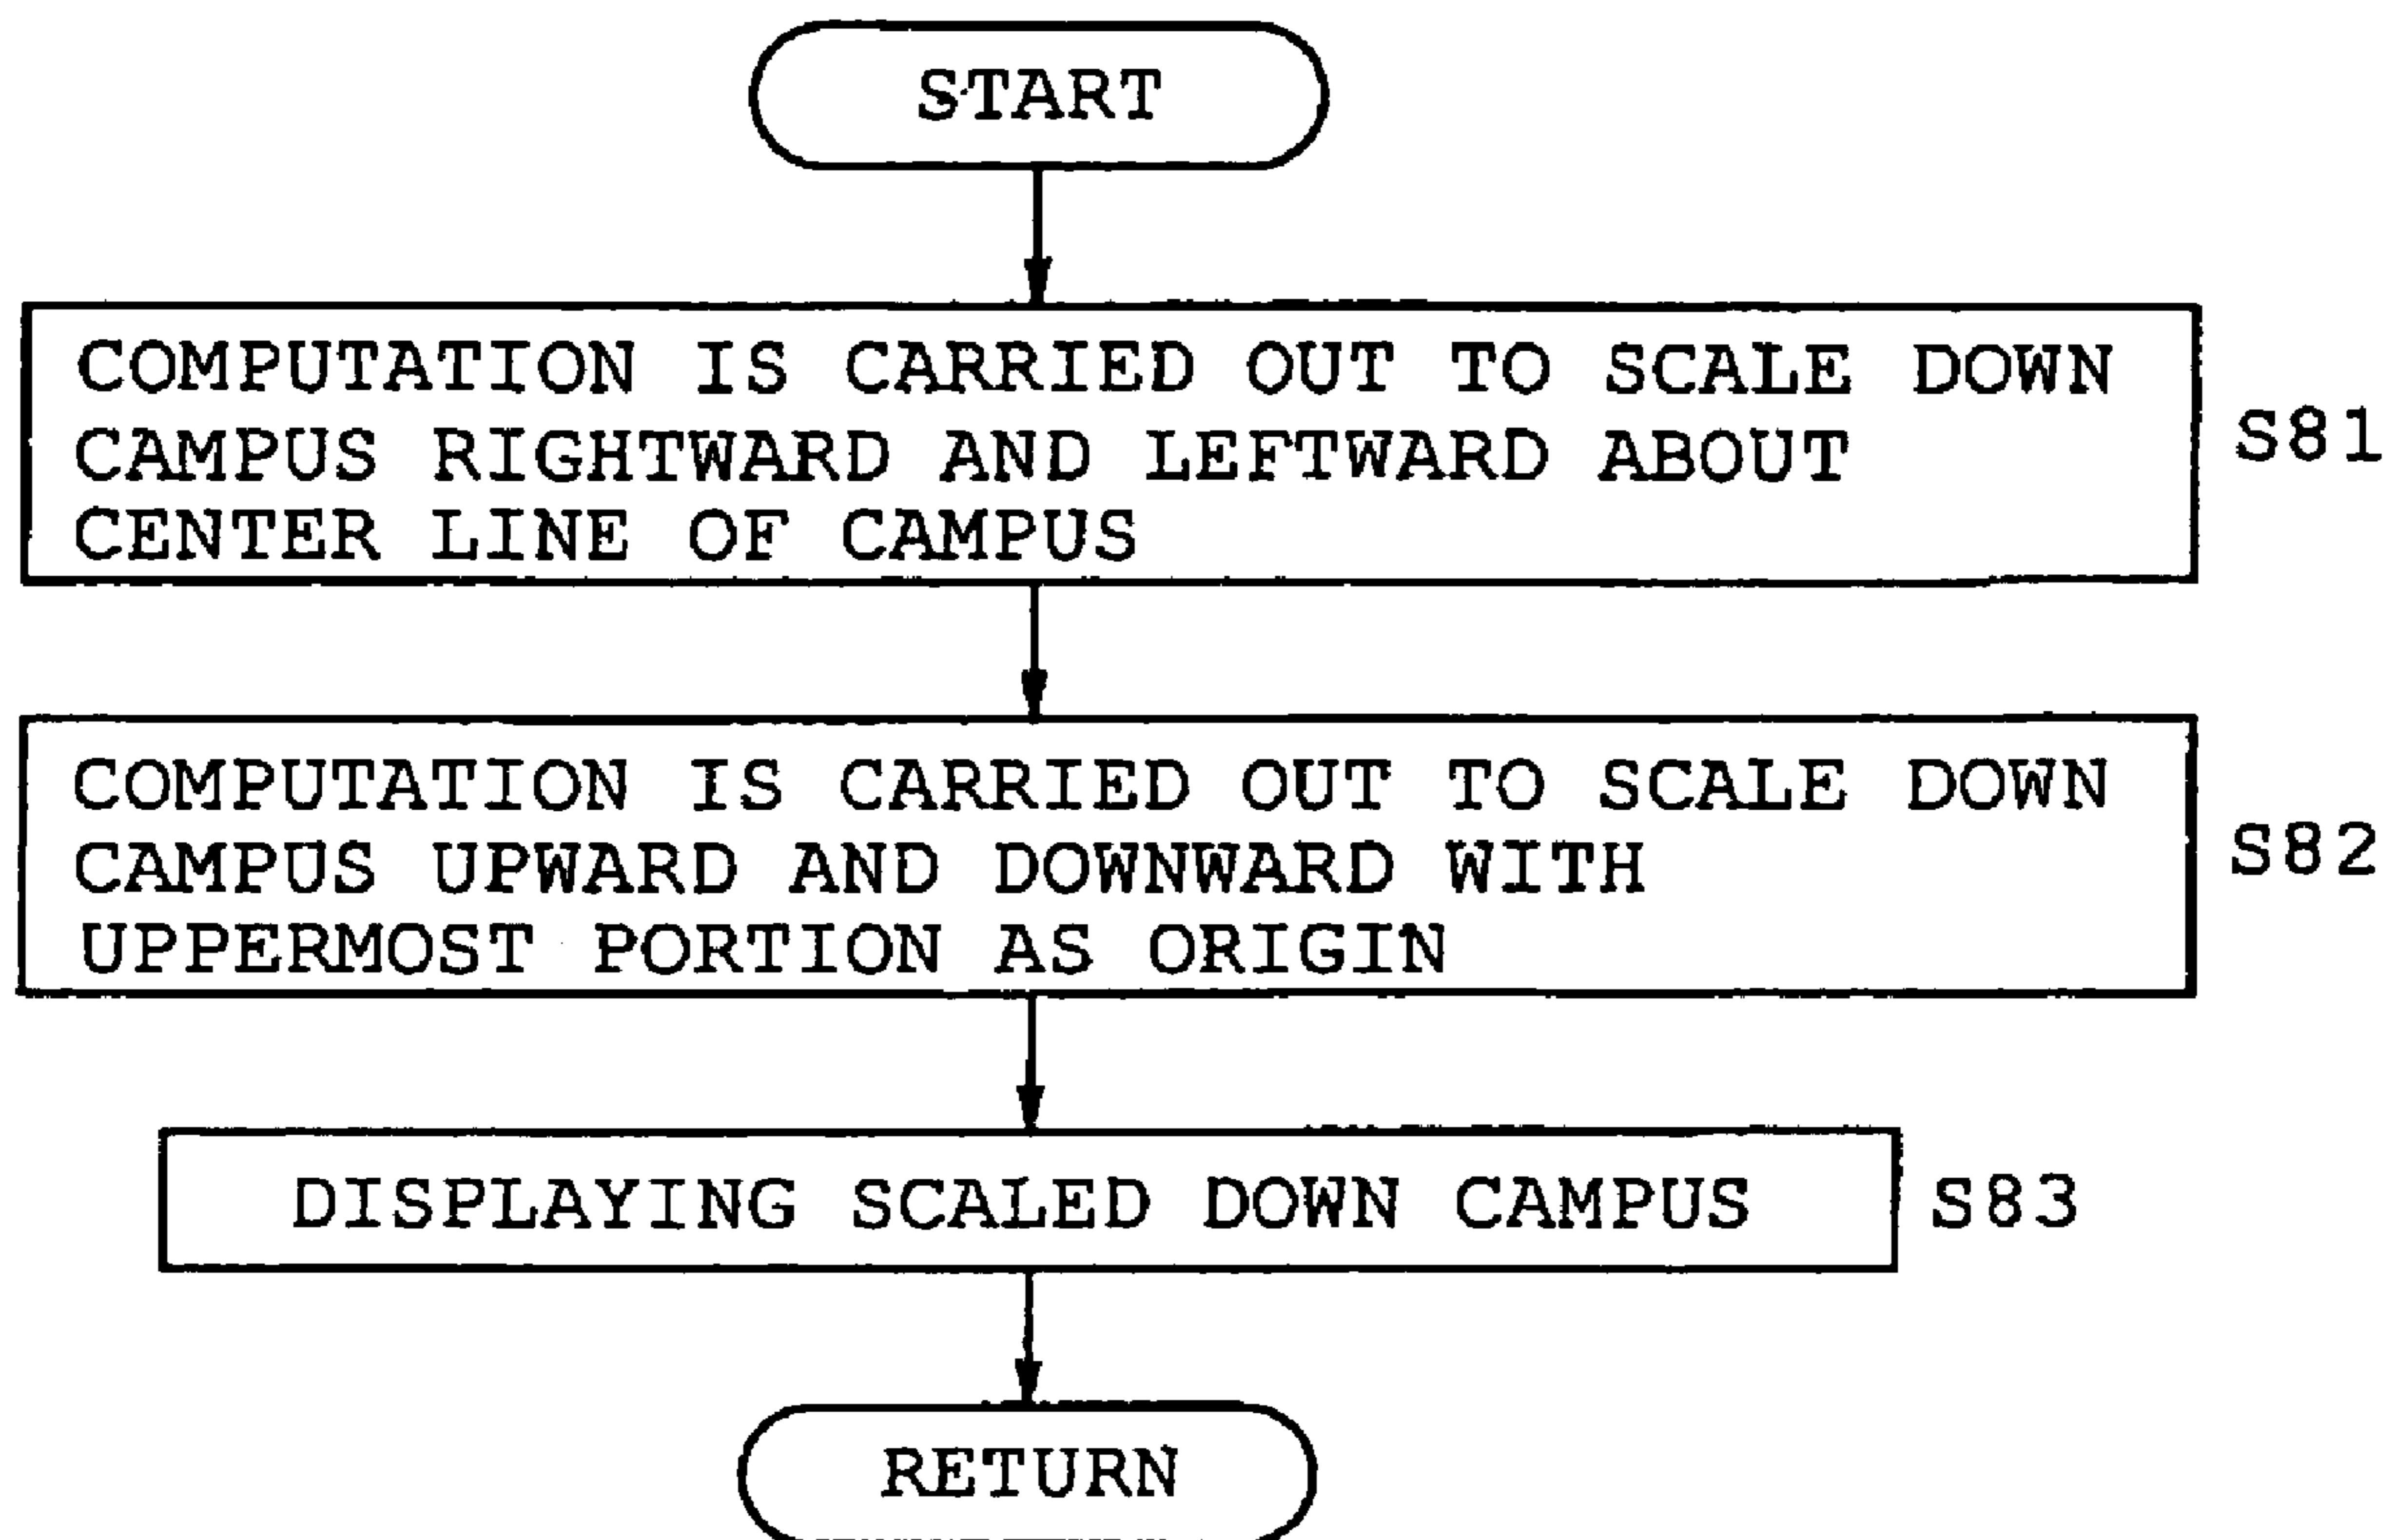 START
COMPUTATION IS CARRIED OUT TO SCALE DOWN
CAMPUS RIGHTWARD AND LEFTWARD ABOUT
CENTER LINE OF CAMPUS
S81
COMPUTATION IS CARRIED OUT TO SCALE DOWN
CAMPUS UPWARD AND DOWNWARD WITH
UPPERMOST PORTION AS ORIGIN
S82
DISPLAYING SCALED DOWN CAMPUS
S83
RETURN